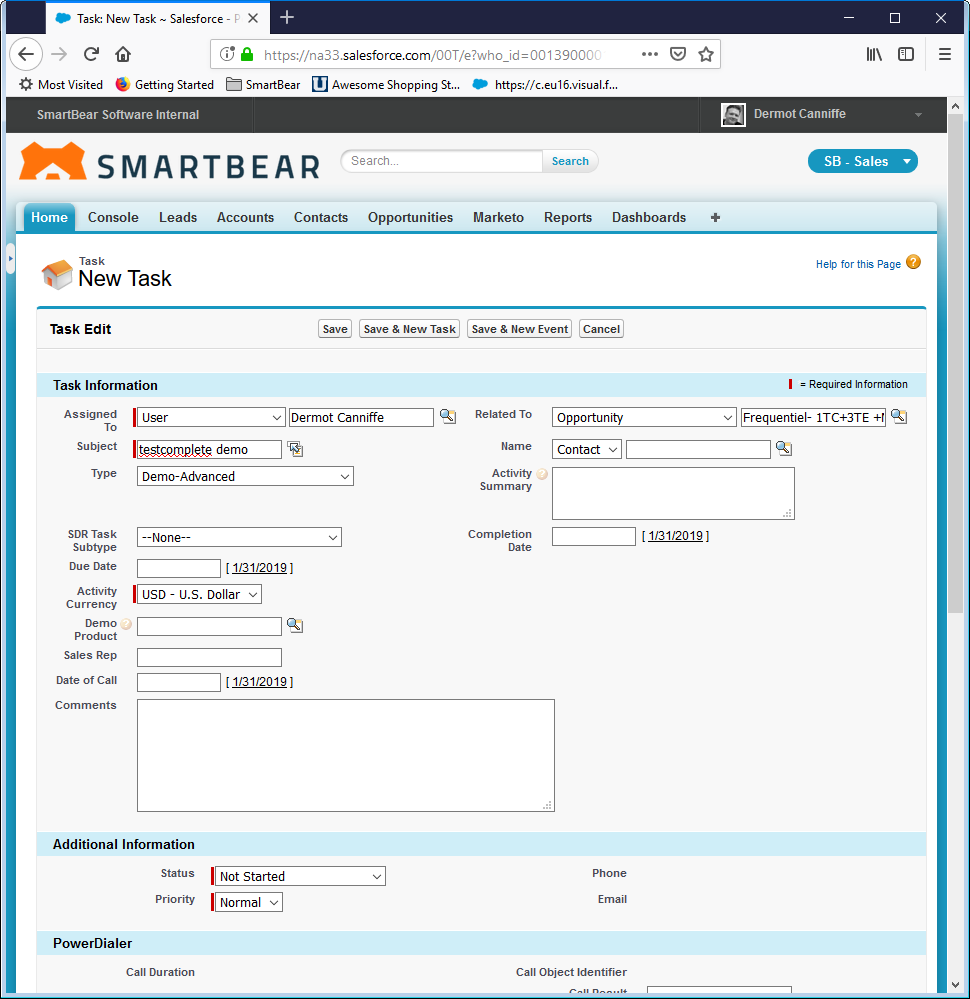 Task: New Task ~ Salesforce - P
https://na33.salesforce.com/00T/e?who_id=001390000
Most Visited Getting Started SmartBear Awesome Shopping St... https://c.eu16.visual.f...
SmartBear Software Internal Dermot Canniffe
SMARTBEAR Search... Search SB - Sales
Home Console Leads Accounts Contacts Opportunities Marketo Reports Dashboards +
Task
New Task
Help for this Page ?
Task Edit Save Save & New Task Save & New Event Cancel
Task Information = Required Information
Assigned To User Dermot Canniffe Related To Opportunity Frequentiel- 1TC+3TE
Subject testcomplete demo Name Contact
Type Demo-Advanced Activity Summary
SDR Task Subtype --None-- Completion Date [ 1/31/2019 ]
Due Date [ 1/31/2019 ]
Activity Currency USD - U.S. Dollar
Demo Product
Sales Rep
Date of Call [ 1/31/2019 ]
Comments
Additional Information
Status Not Started Phone
Priority Normal Email
PowerDialer
Call Duration Call Object Identifier
Call Result